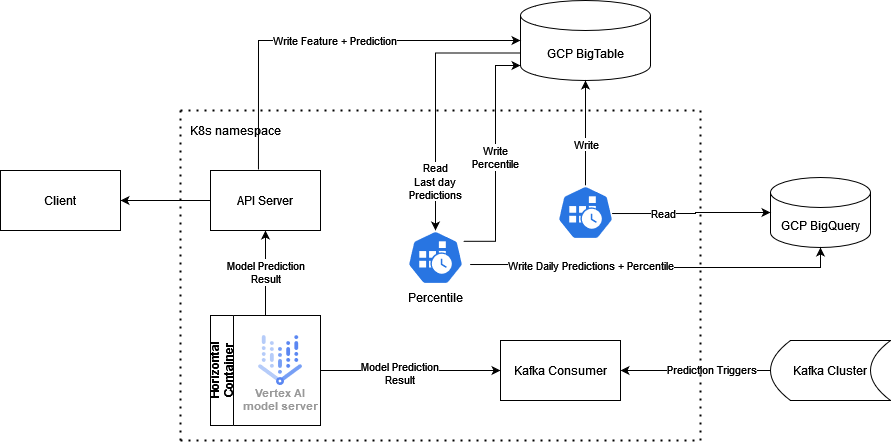 Write Feature + Prediction
GCP BigTable
K8s namespace
Write
Percentile
Write
Read
Last day
Predictions
Client
API Server
Read
GCP BigQuery
Model Prediction
Result
Write Daily Predictions + Percentile
Percentile
Horizontal
Container
Vertex AI
model server
Model Prediction
Result
Kafka Consumer
Prediction Triggers
Kafka Cluster